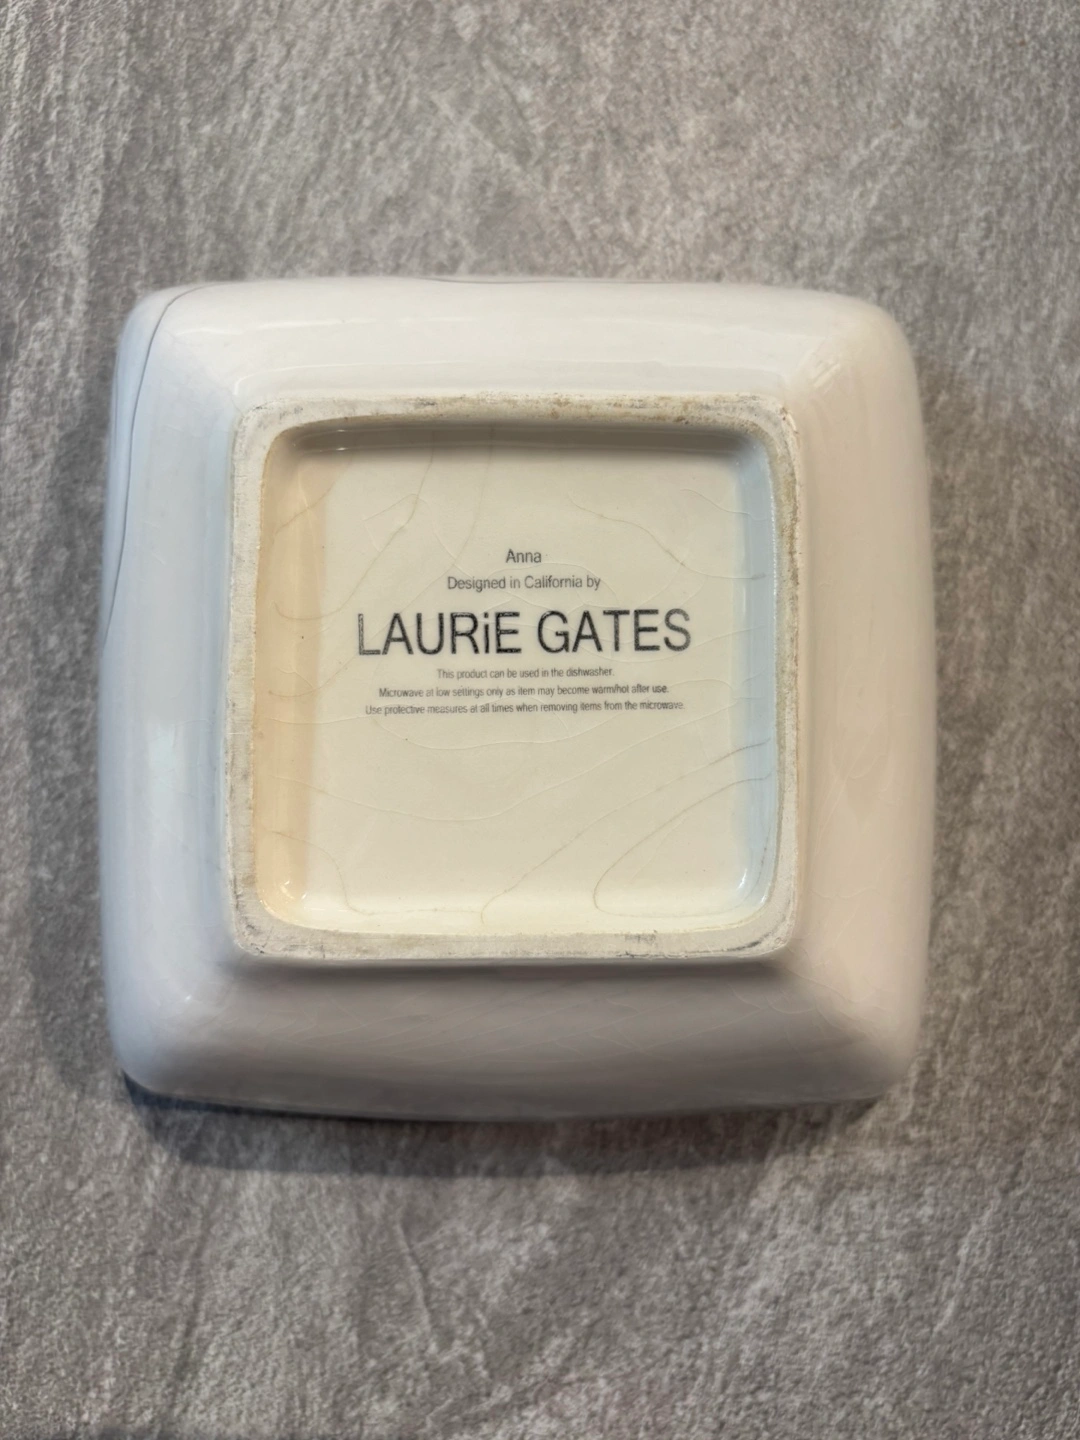 Anna
Designed in California by
LAURiE GATES
This product can be used in the dishwasher.
Microwave at low settings only as item may become warm/hot after use.
Use protective measures at all times when removing items from the microwave.